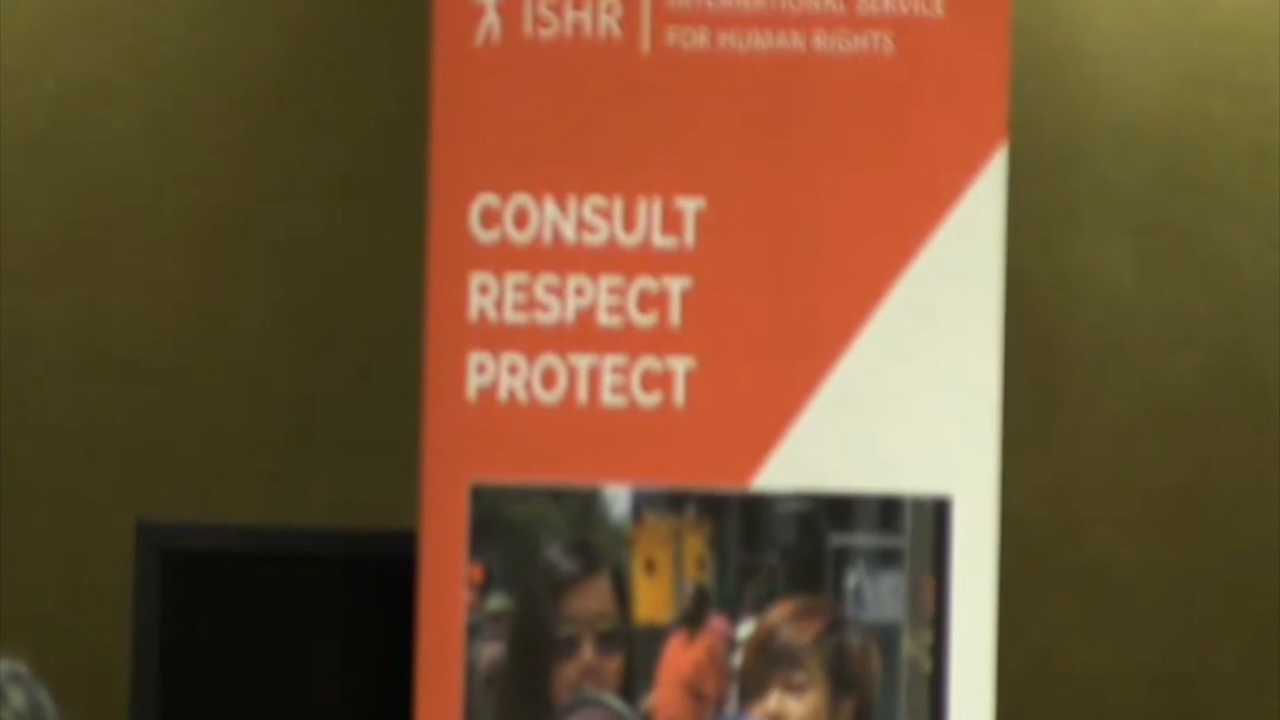 ISHR
INTERNATIONAL SERVICE
FOR HUMAN RIGHTS
CONSULT
RESPECT
PROTECT